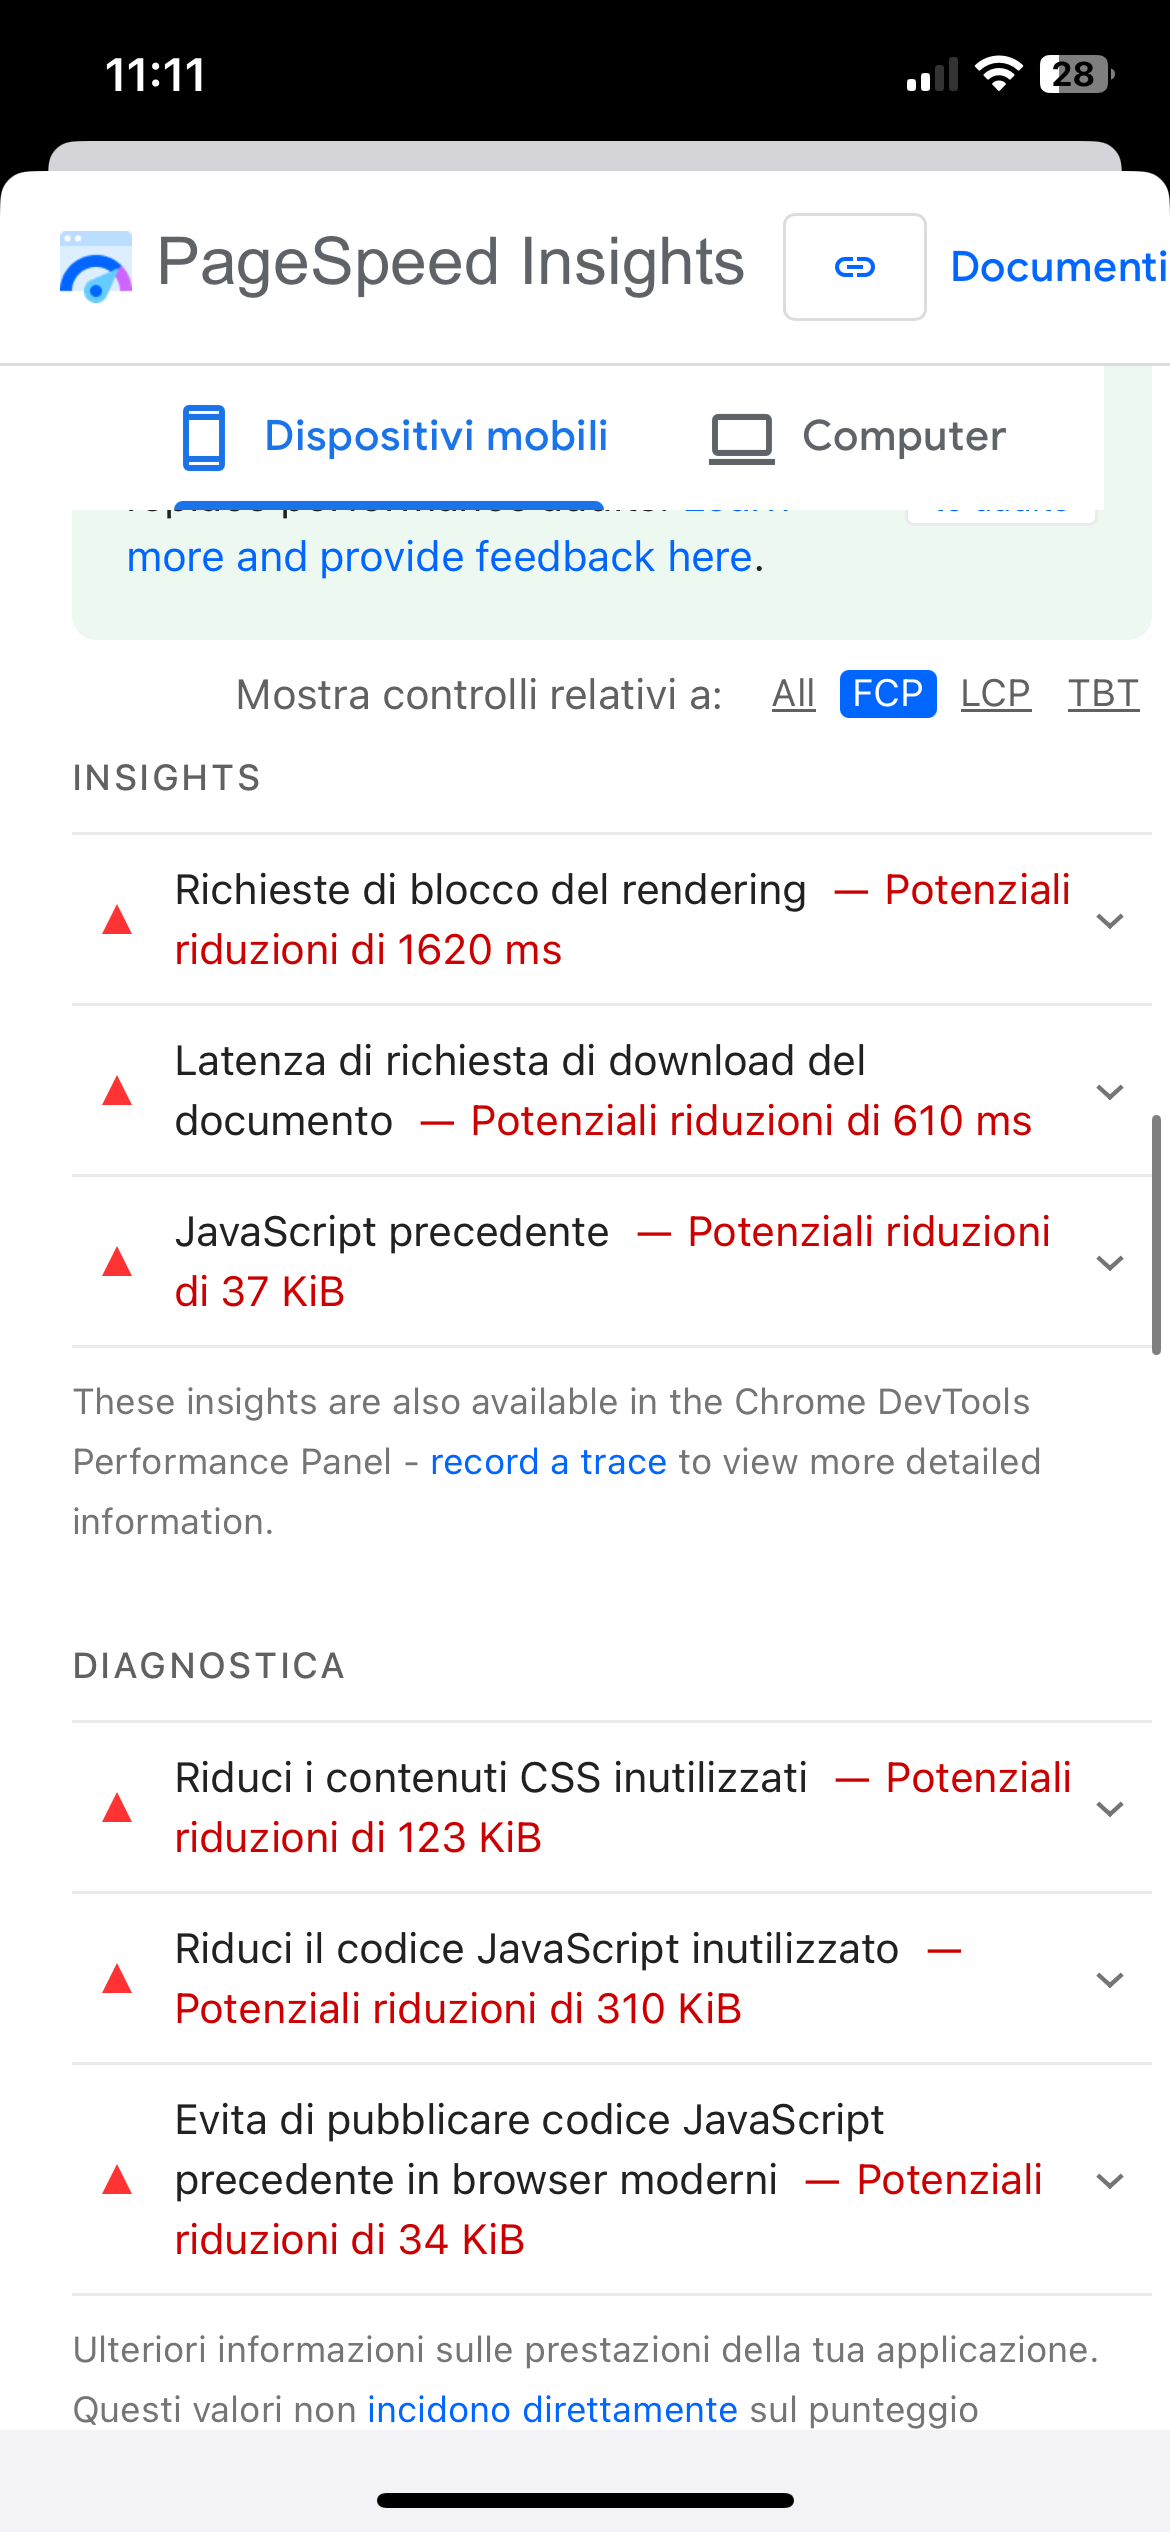 11:11
28
PageSpeed Insights
Documenti
Dispositivi mobili
Computer
more and provide feedback here.
Mostra controlli relativi a: All FCP LCP TBT
INSIGHTS
Richieste di blocco del rendering — Potenziali
riduzioni di 1620 ms
Latenza di richiesta di download del
documento — Potenziali riduzioni di 610 ms
JavaScript precedente — Potenziali riduzioni
di 37 KiB
These insights are also available in the Chrome DevTools
Performance Panel - record a trace to view more detailed
information.
DIAGNOSTICA
Riduci i contenuti CSS inutilizzati — Potenziali
riduzioni di 123 KiB
Riduci il codice JavaScript inutilizzato —
Potenziali riduzioni di 310 KiB
Evita di pubblicare codice JavaScript
precedente in browser moderni — Potenziali
riduzioni di 34 KiB
Ulteriori informazioni sulle prestazioni della tua applicazione.
Questi valori non incidono direttamente sul punteggio